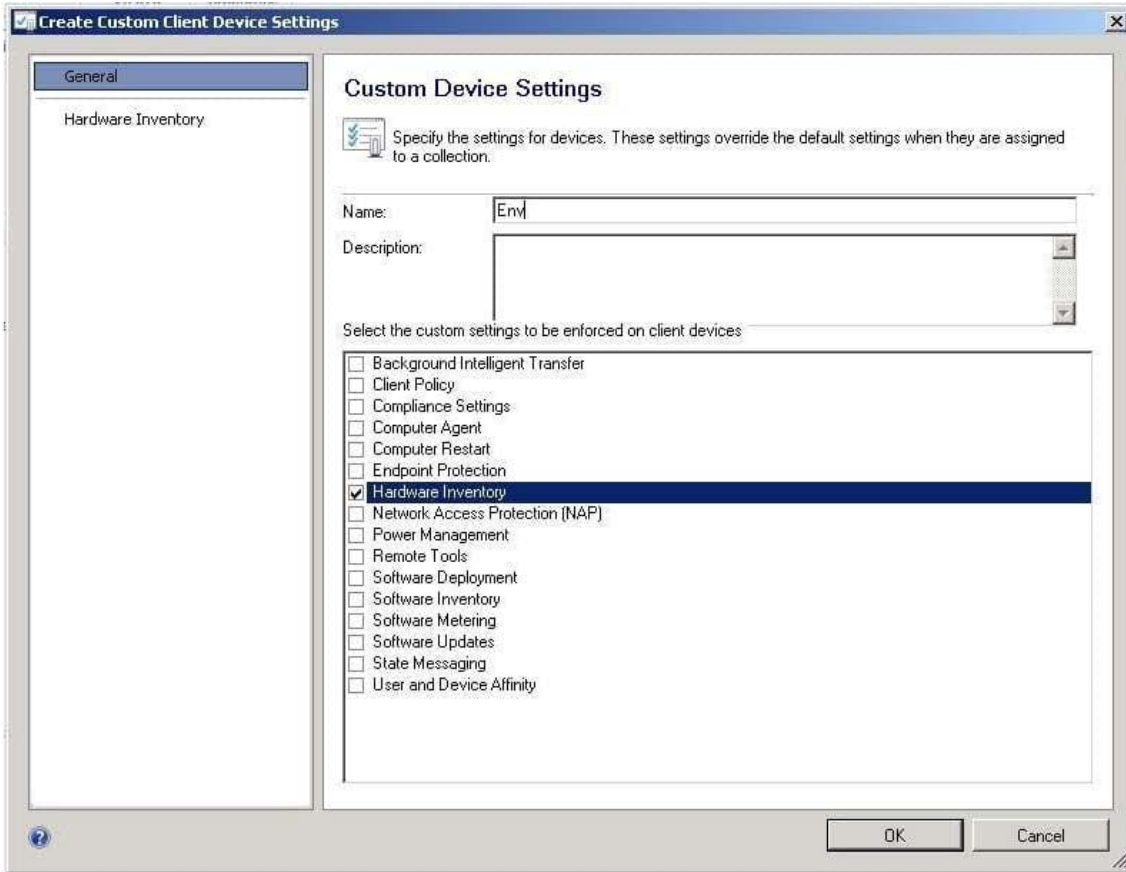 Create Custom Client Device Settings
General
Hardware Inventory
Custom Device Settings
Specify the settings for devices. These settings override the default settings when they are assigned
to a collection.
Name:
Env
Description:
Select the custom settings to be enforced on client devices
Background Intelligent Transfer
Client Policy
Compliance Settings
Computer Agent
Computer Restart
Endpoint Protection
Hardware Inventory
Network Access Protection (NAP)
Power Management
Remote Tools
Software Deployment
Software Inventory
Software Metering
Software Updates
State Messaging
User and Device Affinity
OK
Cancel